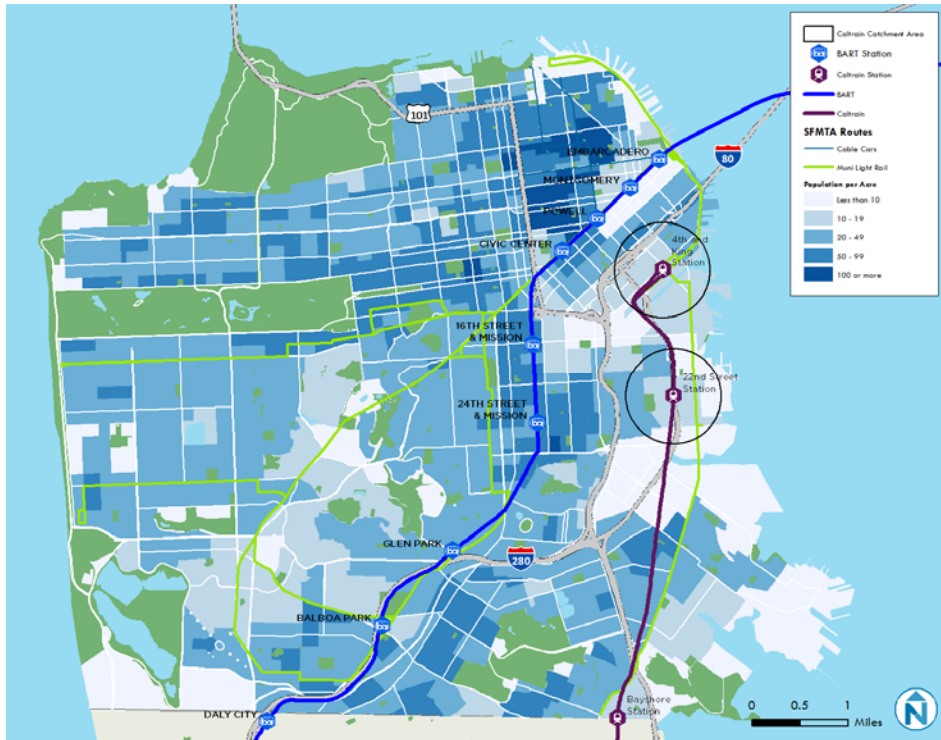 Caltrain Catchment Area
BART Station
Caltrain Station
BART
Caltrain
SFMTA Routes
Cable Cars
Muni Light Rail
Population per Acre
Less than 10
10 - 19
20 - 49
50 - 99
100 or more
101
80
EMBARCADERO
MONTGOMERY
POWELL
CIVIC CENTER
4th and
King
Station
16TH STREET
& MISSION
22nd Street
Station
24TH STREET
& MISSION
GLEN PARK
280
BALBOA PARK
DALY CITY
Bayshore
Station
0 0.5 1
Miles
N